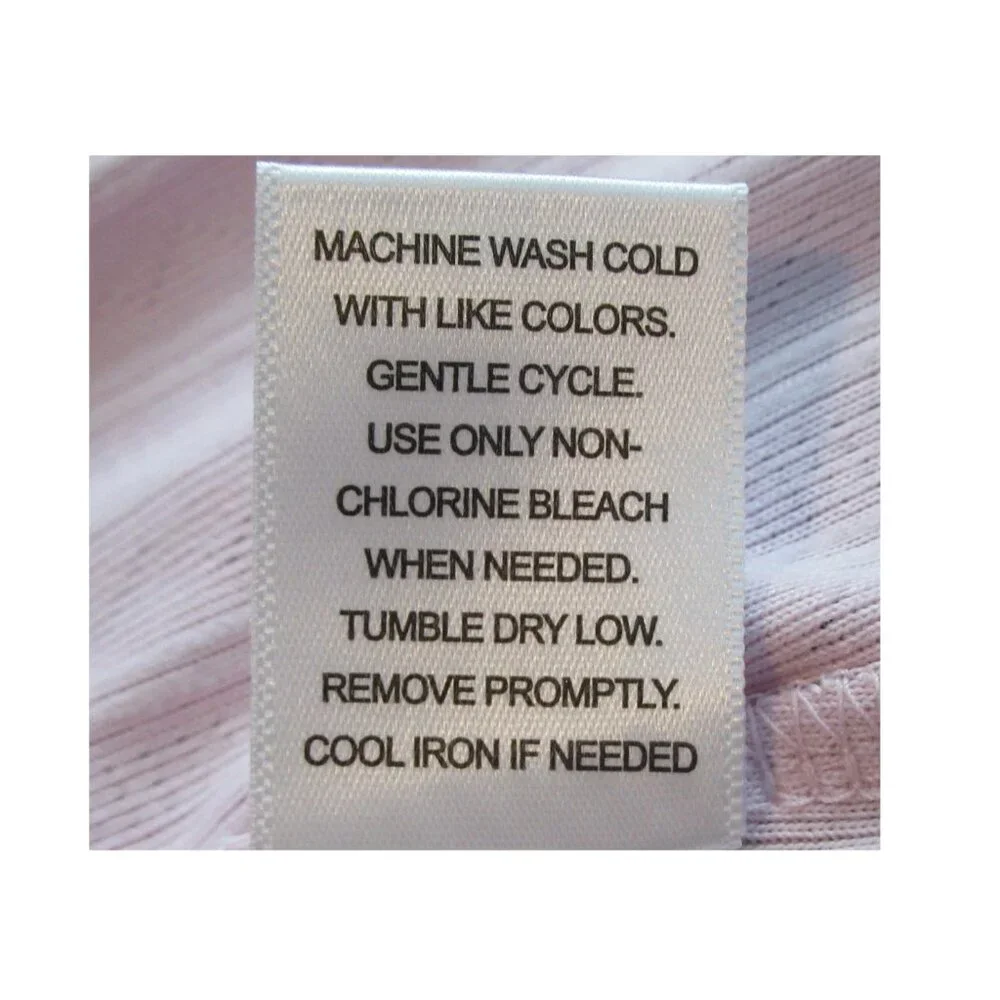 MACHINE WASH COLD
WITH LIKE COLORS.
GENTLE CYCLE.
USE ONLY NON-
CHLORINE BLEACH
WHEN NEEDED.
TUMBLE DRY LOW.
REMOVE PROMPTLY.
COOL IRON IF NEEDED